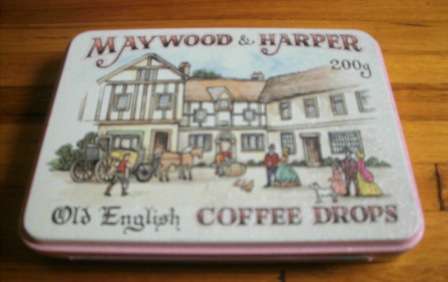 MAYWOOD & HARPER
200g
Old English COFFEE DROPS